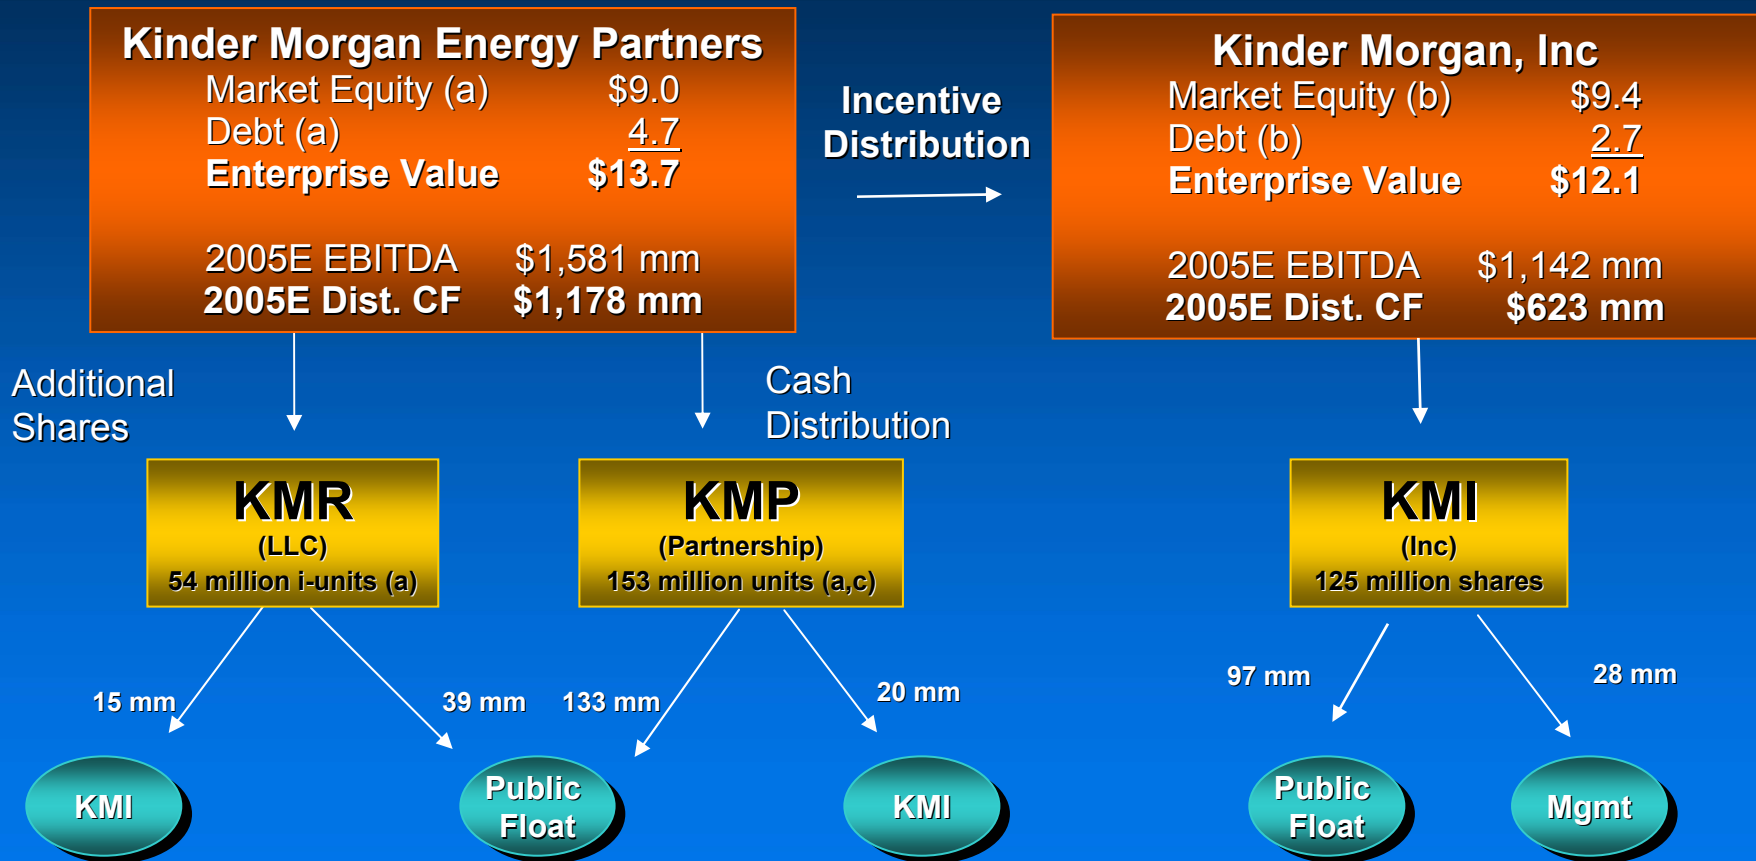 Kinder Morgan Energy Partners
Market Equity (a) $9.0
Debt (a) 4.7
Enterprise Value $13.7
2005E EBITDA $1,581 mm
2005E Dist. CF $1,178 mm
Incentive
Distribution
Kinder Morgan, Inc
Market Equity (b) $9.4
Debt (b) 2.7
Enterprise Value $12.1
2005E EBITDA $1,142 mm
2005E Dist. CF $623 mm
Additional
Shares
Cash
Distribution
KMR
(LLC)
54 million i-units (a)
KMP
(Partnership)
153 million units (a,c)
KMI
(Inc)
125 million shares
15 mm
39 mm
133 mm
20 mm
97 mm
28 mm
KMI
Public
Float
KMI
Public
Float
Mgmt